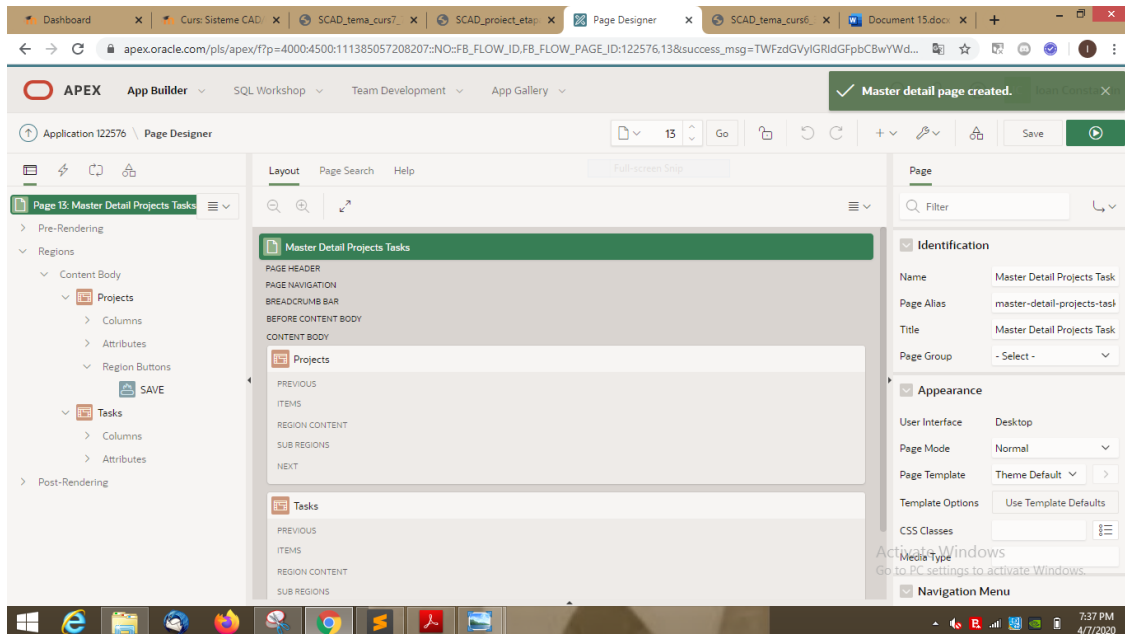 Dashboard
Curs: Sisteme CAD/
SCAD_tema_curs7_
SCAD_proiect_etap
Page Designer
SCAD_tema_curs6_
Document 15.docx
apex.oracle.com/pls/apex/f?p=4000:4500:111385057208207::NO::FB_FLOW_ID,FB_FLOW_PAGE_ID:122576,13&success_msg=TWFzdGVyIGRldGFpbCBwYWd...
APEX App Builder SQL Workshop Team Development App Gallery
Master detail page created.
Application 122576 \ Page Designer
13 Go Save
Layout Page Search Help
Full-screen Snip
Page
Page 13: Master Detail Projects Tasks
Filter
Pre-Rendering
Regions
Content Body
Projects
Columns
Attributes
Region Buttons
SAVE
Tasks
Columns
Attributes
Post-Rendering
Master Detail Projects Tasks
PAGE HEADER
PAGE NAVIGATION
BREADCRUMB BAR
BEFORE CONTENT BODY
CONTENT BODY
Projects
PREVIOUS
ITEMS
REGION CONTENT
SUB REGIONS
NEXT
Tasks
PREVIOUS
ITEMS
REGION CONTENT
SUB REGIONS
Identification
Name Master Detail Projects Task
Page Alias master-detail-projects-task
Title Master Detail Projects Task
Page Group - Select -
Appearance
User Interface Desktop
Page Mode Normal
Page Template Theme Default
Template Options Use Template Defaults
CSS Classes
Media Type
Activate Windows
Go to PC settings to activate Windows.
Navigation Menu
7:37 PM
4/7/2020